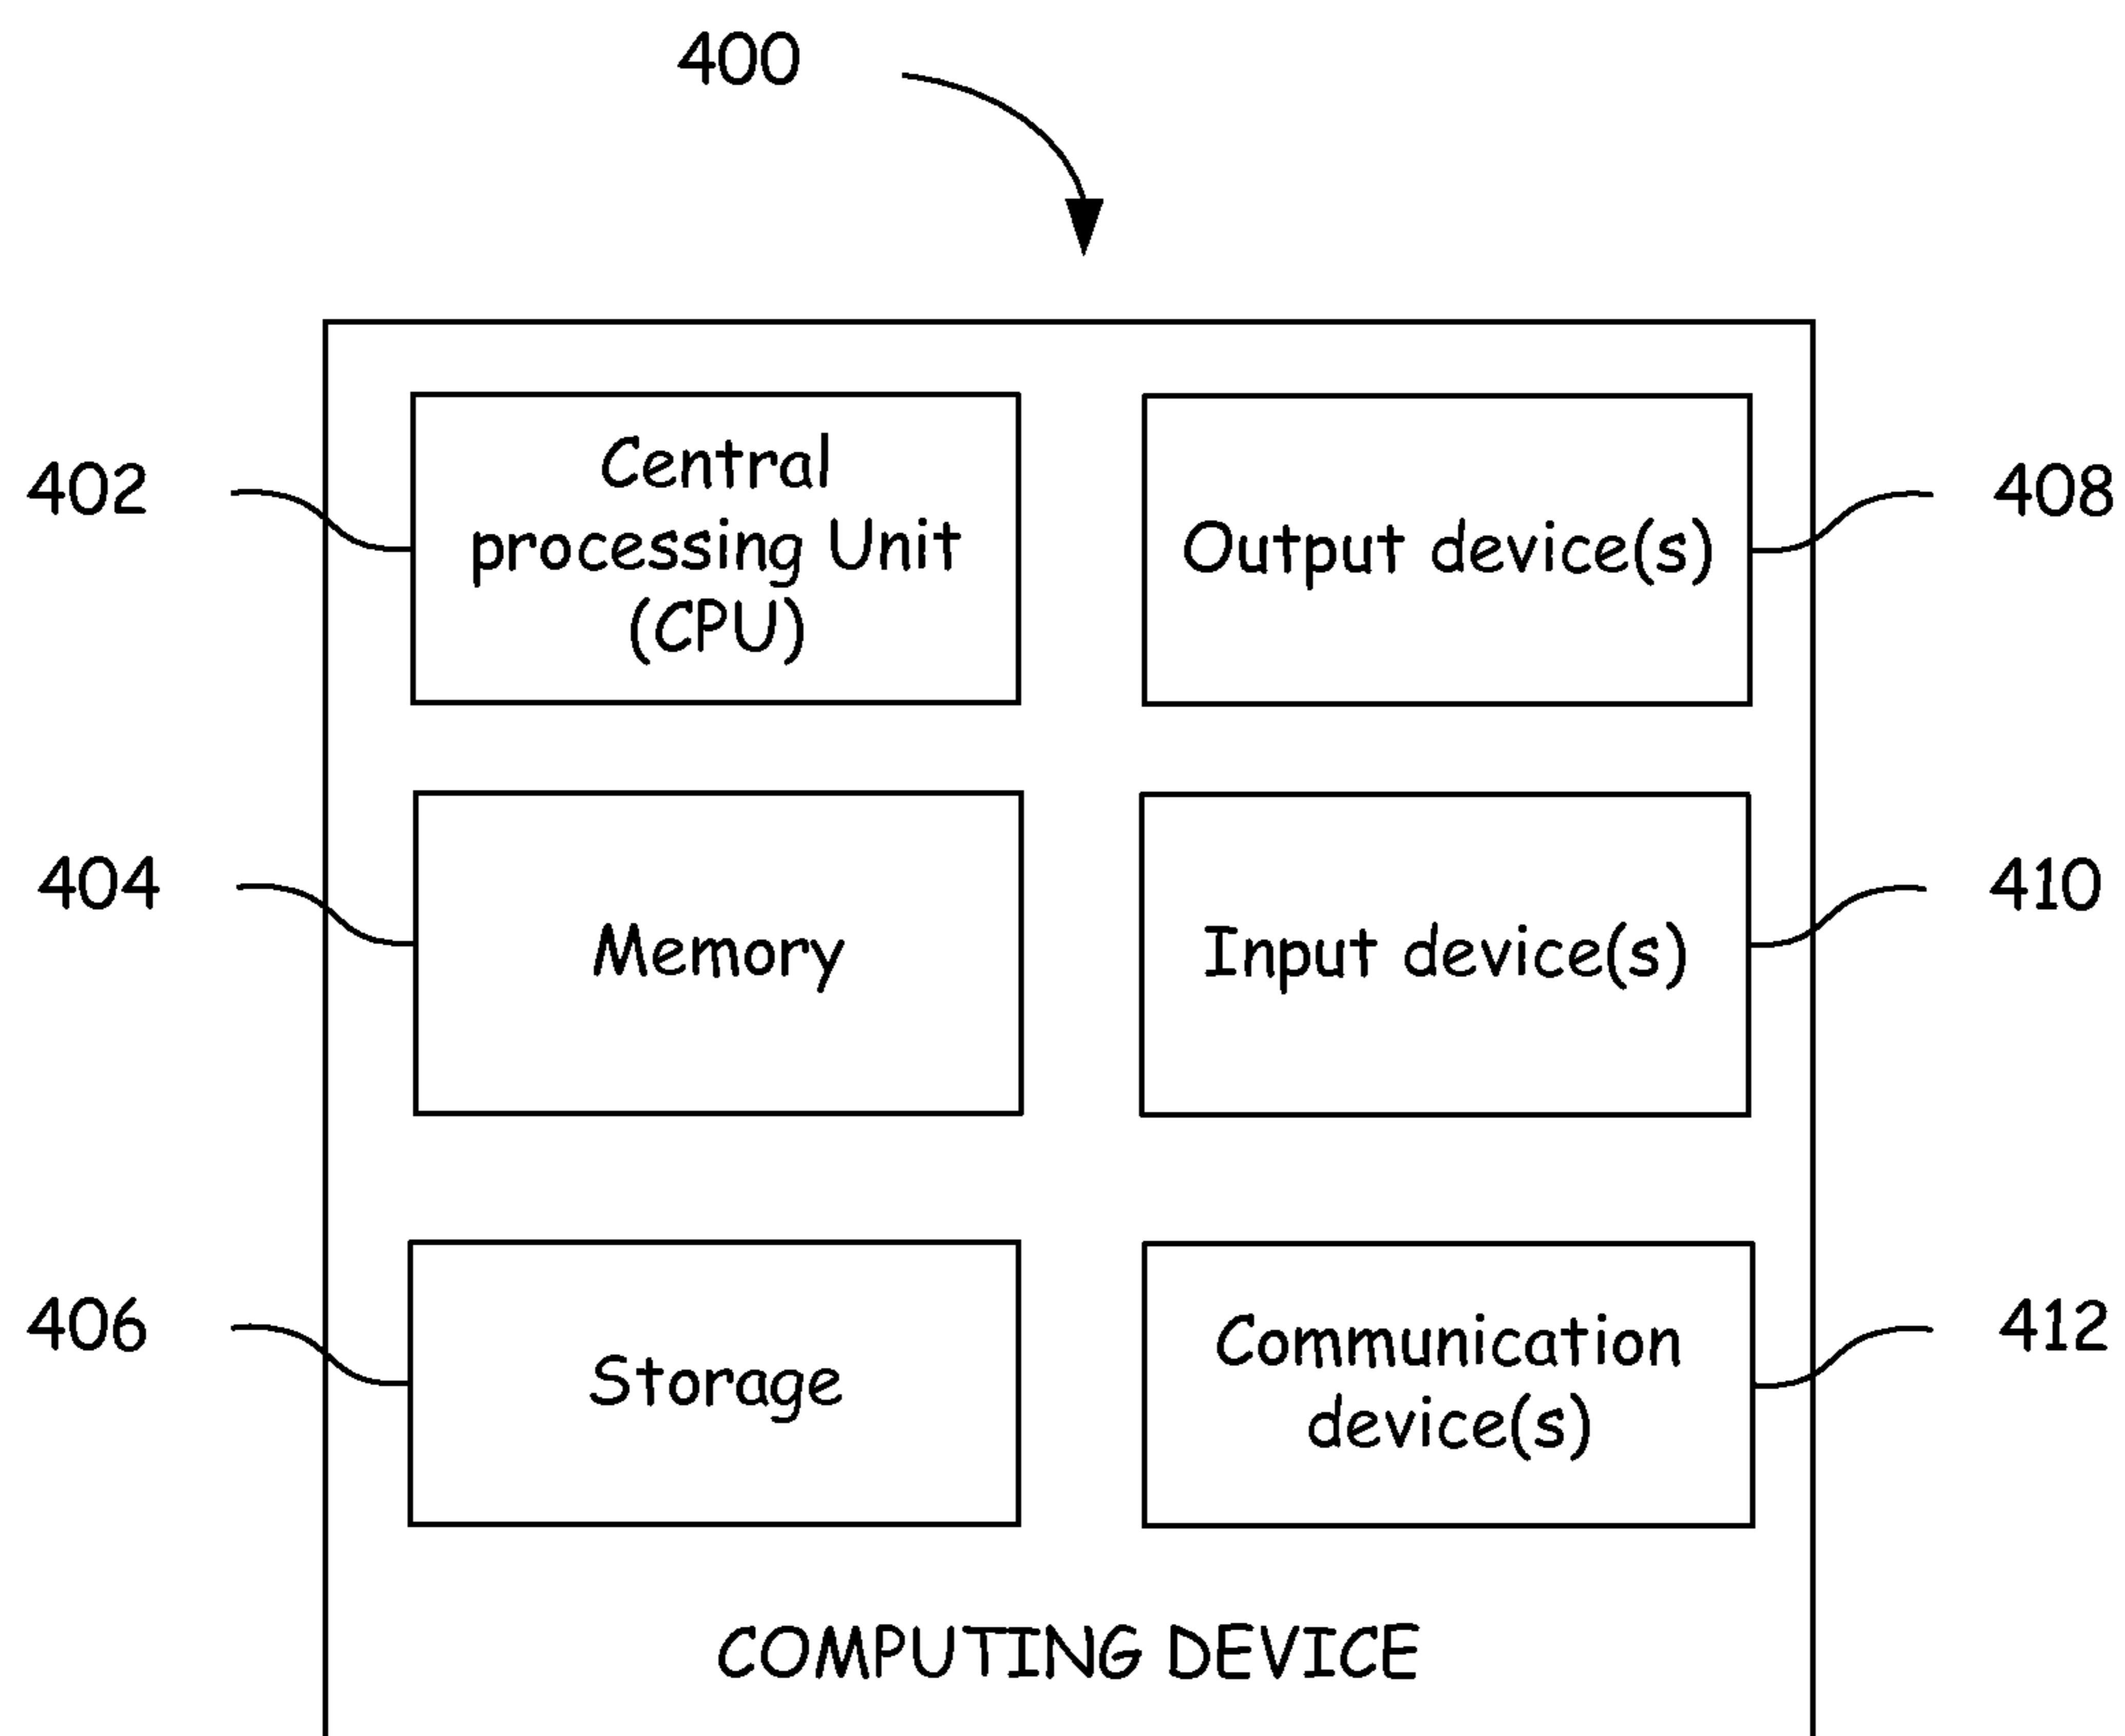 400
402
Central
processing Unit
(CPU)
Output device(s)
408
404
Memory
Input device(s)
410
406
Storage
Communication
device(s)
412
COMPUTING DEVICE